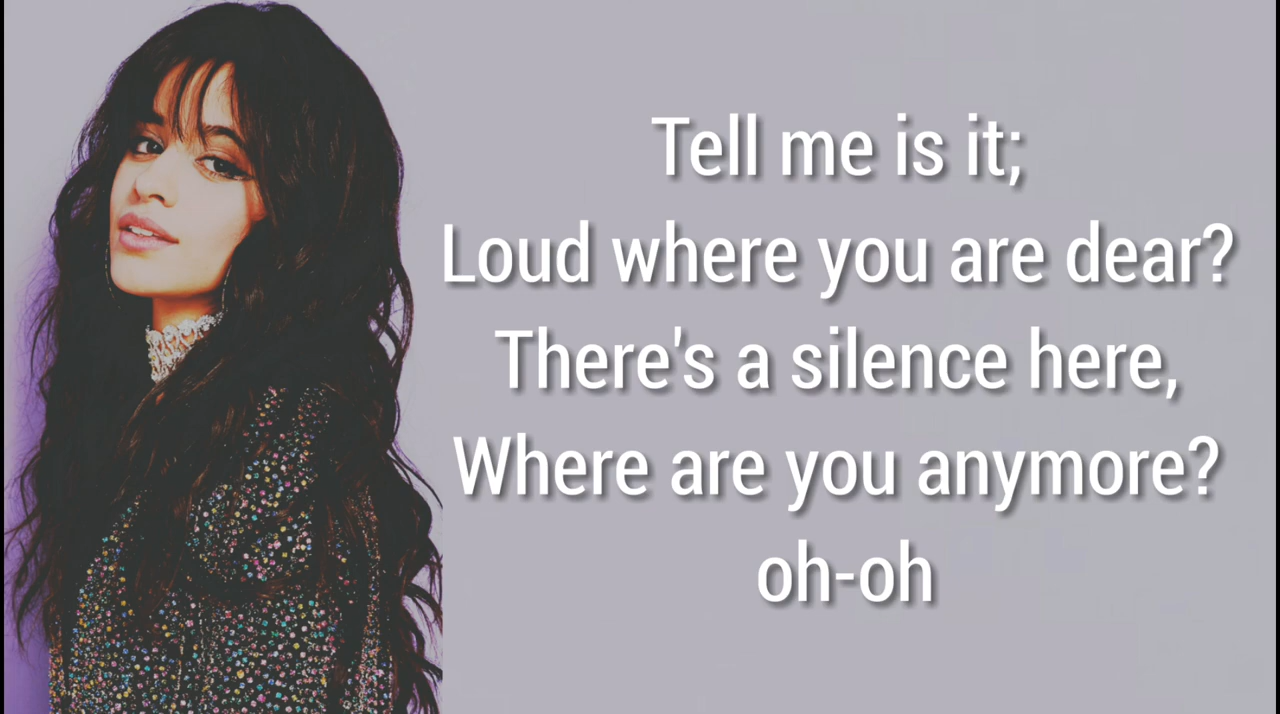 Tell me is it;
Loud where you are dear?
There's a silence here,
Where are you anymore?
oh-oh